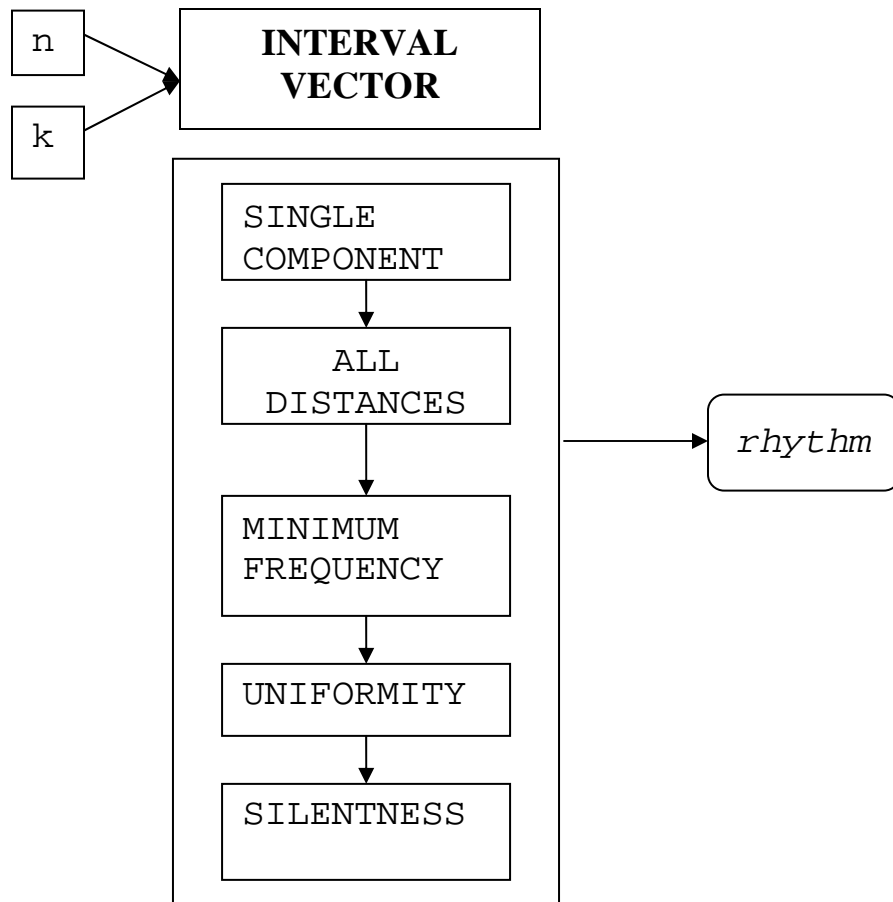 n
k
INTERVAL
VECTOR
SINGLE
COMPONENT
ALL
DISTANCES
MINIMUM
FREQUENCY
UNIFORMITY
SILENTNESS
rhythm